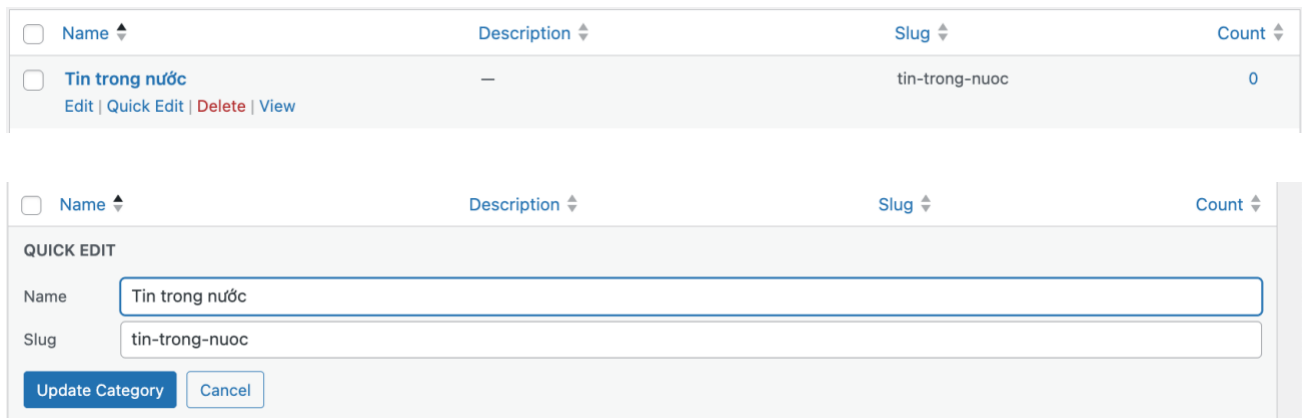 Name Description Slug Count
Tin trong nước — tin-trong-nuoc 0
Edit | Quick Edit | Delete | View
Name Description Slug Count
QUICK EDIT
Name Tin trong nước
Slug tin-trong-nuoc
Update Category Cancel